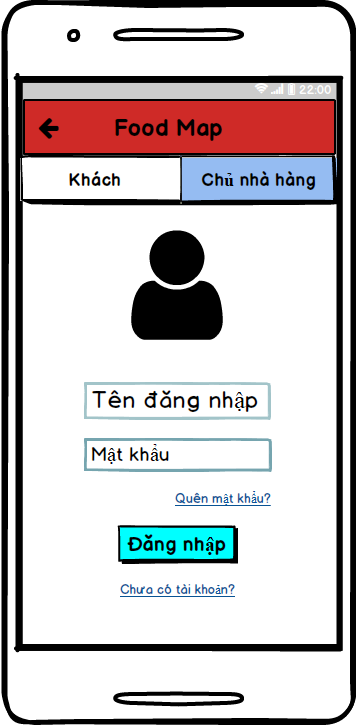 22:00
Food Map
Khách
Chủ nhà hàng
Tên đăng nhập
Mật khẩu
Quên mật khẩu?
Đăng nhập
Chưa có tài khoản?